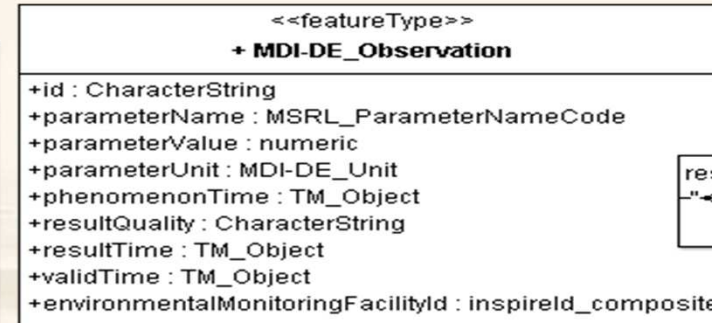 <<featureType>>
+ MDI-DE_Observation
+id : CharacterString
+parameterName : MSRL_ParameterNameCode
+parameterValue : numeric
+parameterUnit : MDI-DE_Unit
+phenomenonTime : TM_Object
+resultQuality : CharacterString
+resultTime : TM_Object
+validTime : TM_Object
+environmentalMonitoringFacilityId : inspireId_composite